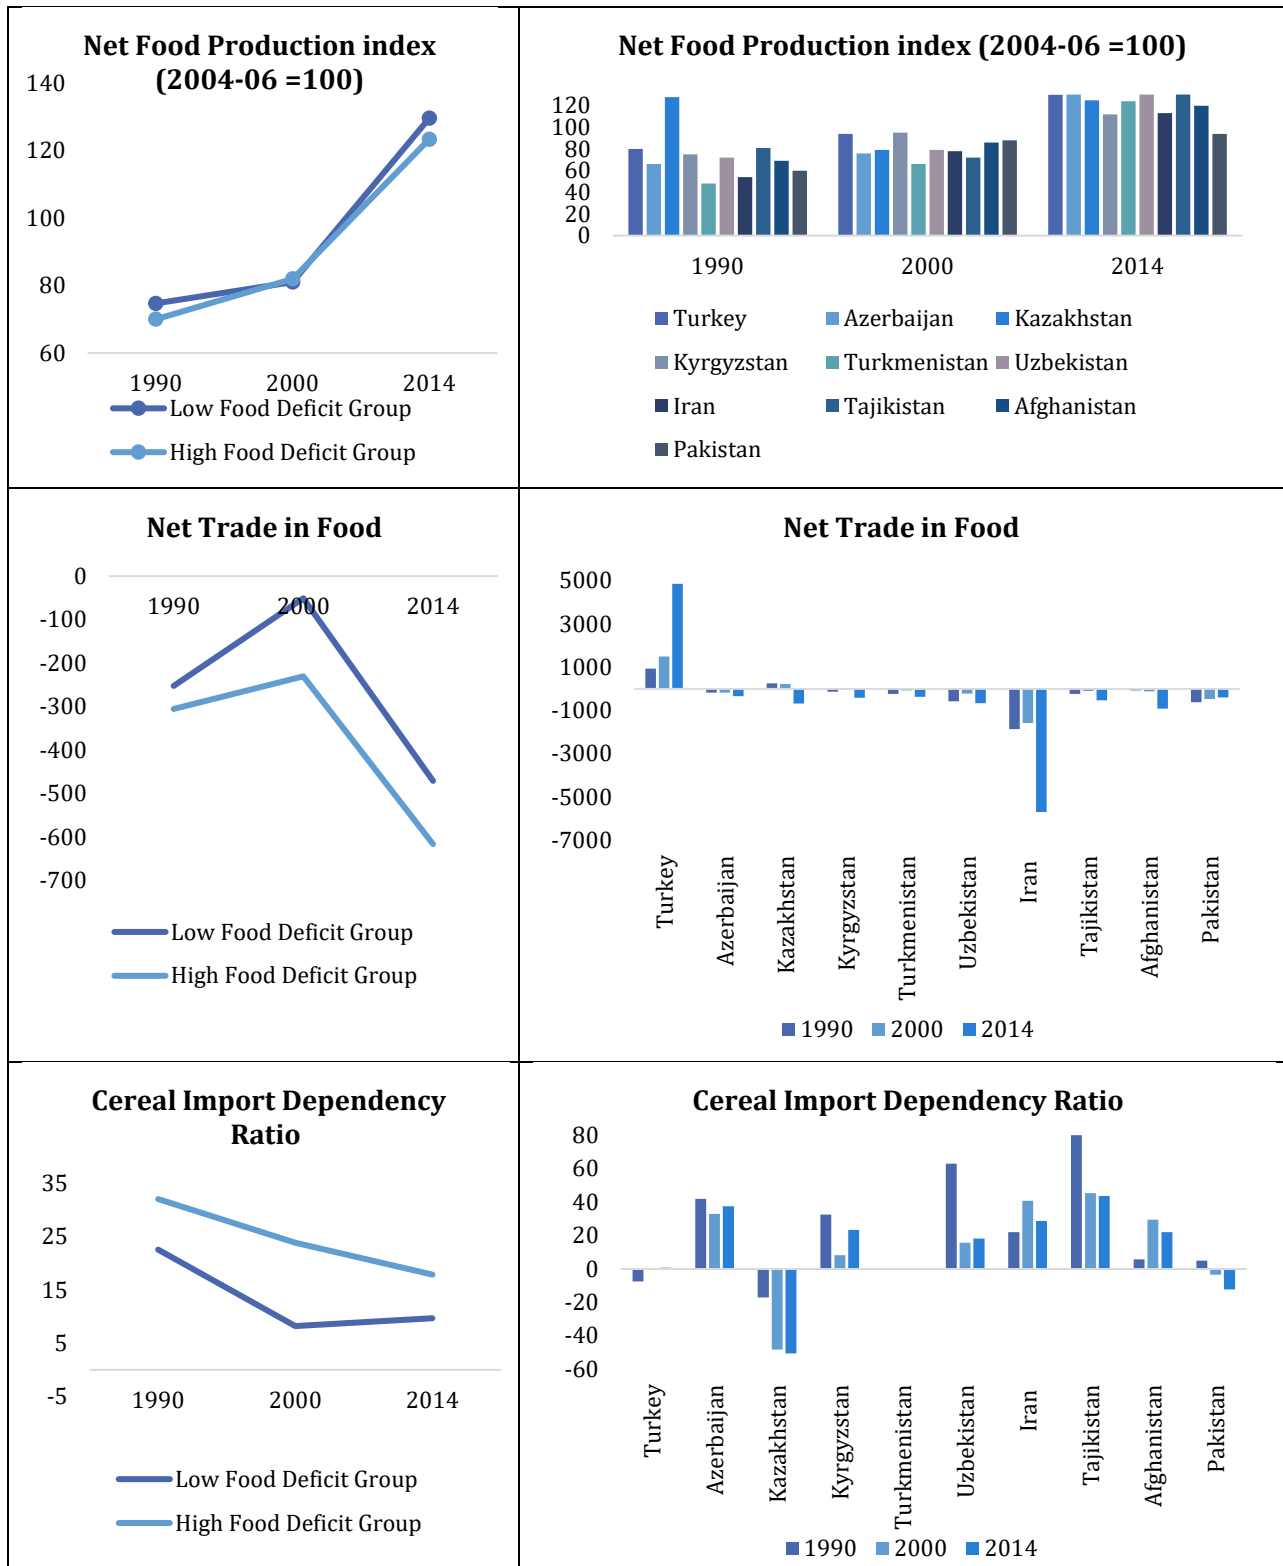 Net Food Production index
(2004-06 =100)
140
120
100
80
60
1990 2000 2014
Low Food Deficit Group
High Food Deficit Group
Net Food Production index (2004-06 =100)
120
100
80
60
40
20
0
1990 2000 2014
Turkey Azerbaijan Kazakhstan
Kyrgyzstan Turkmenistan Uzbekistan
Iran Tajikistan Afghanistan
Pakistan
Net Trade in Food
0
-100
-200
-300
-400
-500
-600
-700
1990 2000 2014
Low Food Deficit Group
High Food Deficit Group
Net Trade in Food
5000
3000
1000
-1000
-3000
-5000
-7000
Turkey
Azerbaijan
Kazakhstan
Kyrgyzstan
Turkmenistan
Uzbekistan
Iran
Tajikistan
Afghanistan
Pakistan
1990 2000 2014
Cereal Import Dependency
Ratio
35
25
15
5
-5
1990 2000 2014
Low Food Deficit Group
High Food Deficit Group
Cereal Import Dependency Ratio
80
60
40
20
0
-20
-40
-60
Turkey
Azerbaijan
Kazakhstan
Kyrgyzstan
Turkmenistan
Uzbekistan
Iran
Tajikistan
Afghanistan
Pakistan
1990 2000 2014